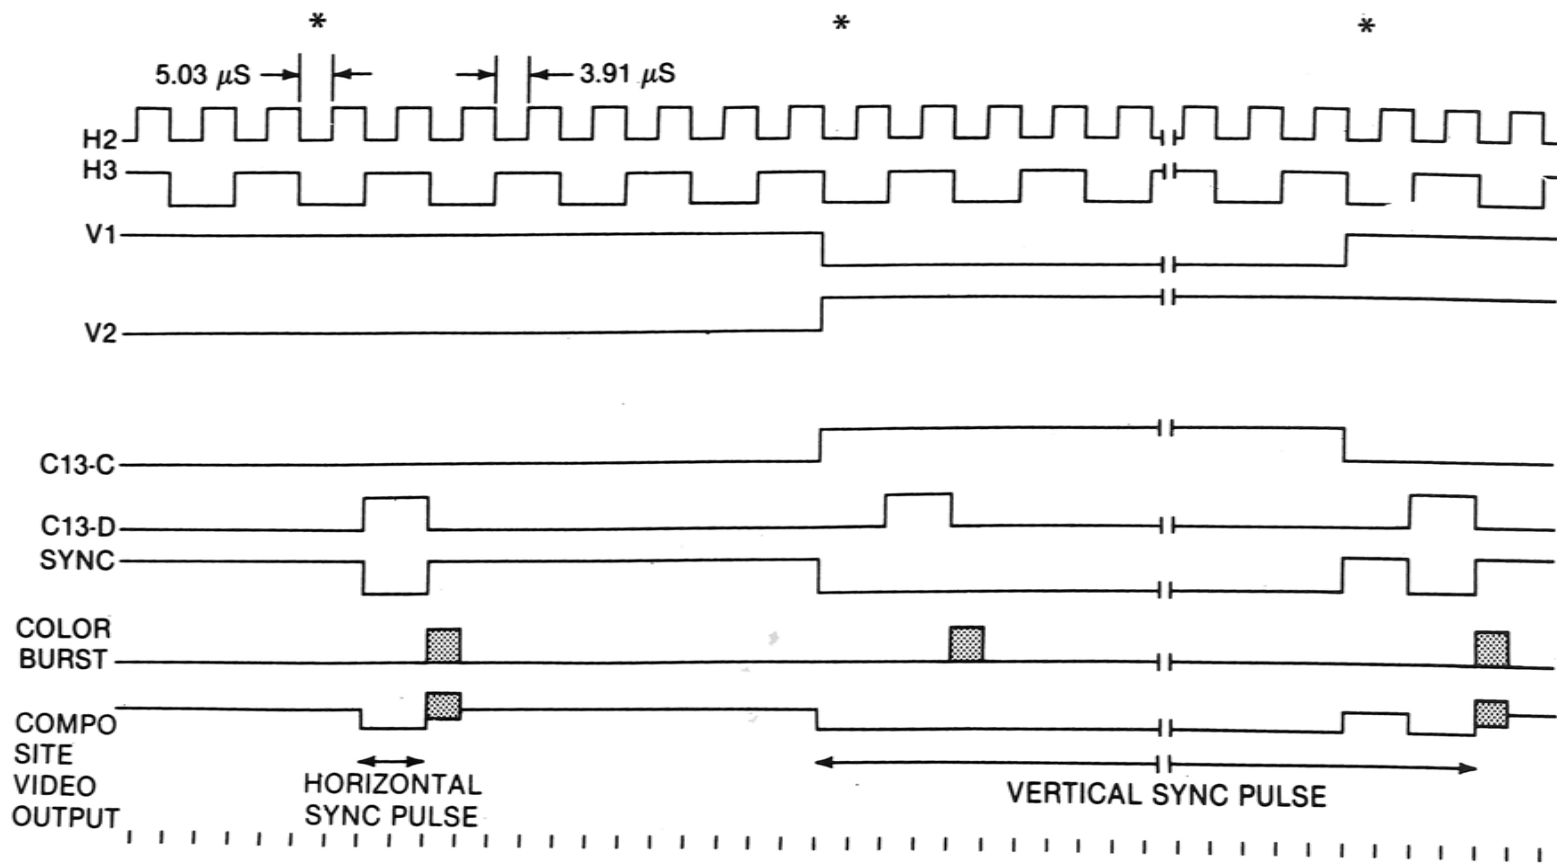 * * *
5.03 μS 3.91 μS
H2
H3
V1
V2
C13-C
C13-D
SYNC
COLOR
BURST
COMPO
SITE
VIDEO
OUTPUT
HORIZONTAL
SYNC PULSE
VERTICAL SYNC PULSE